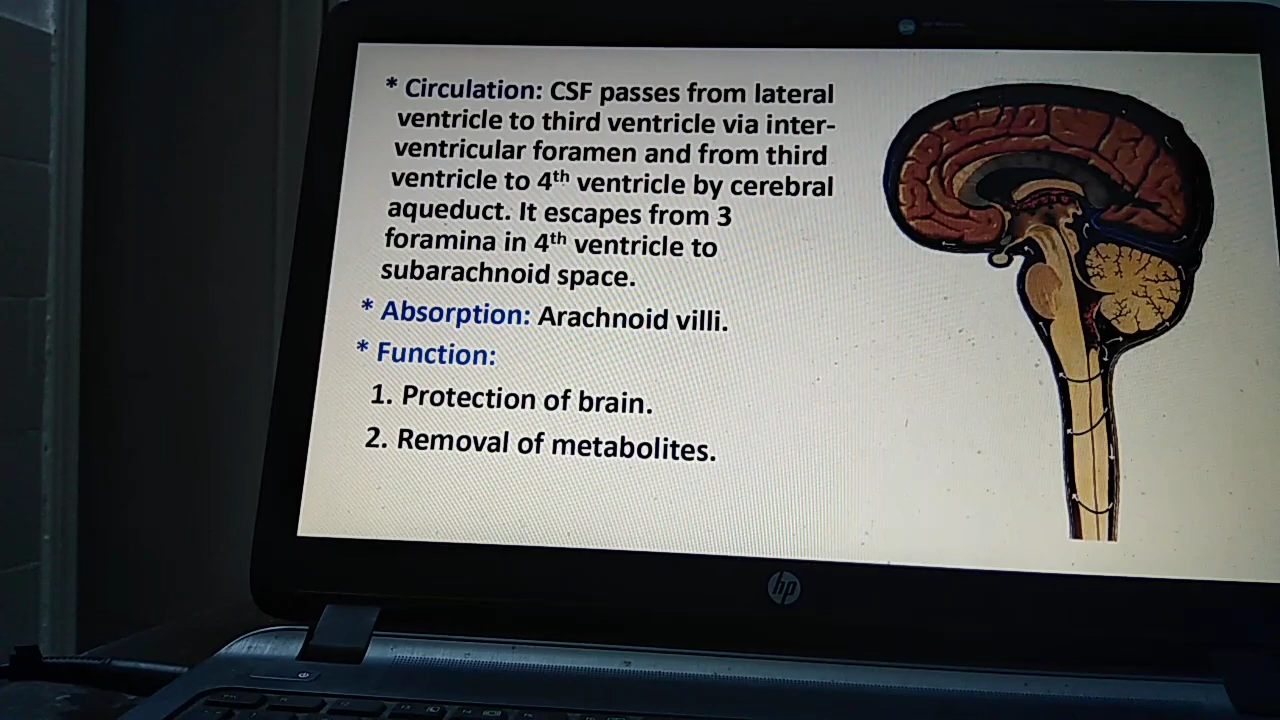 * Circulation: CSF passes from lateral
ventricle to third ventricle via inter-
ventricular foramen and from third
ventricle to 4th ventricle by cerebral
aqueduct. It escapes from 3
foramina in 4th ventricle to
subarachnoid space.
* Absorption: Arachnoid villi.
* Function:
1. Protection of brain.
2. Removal of metabolites.
hp